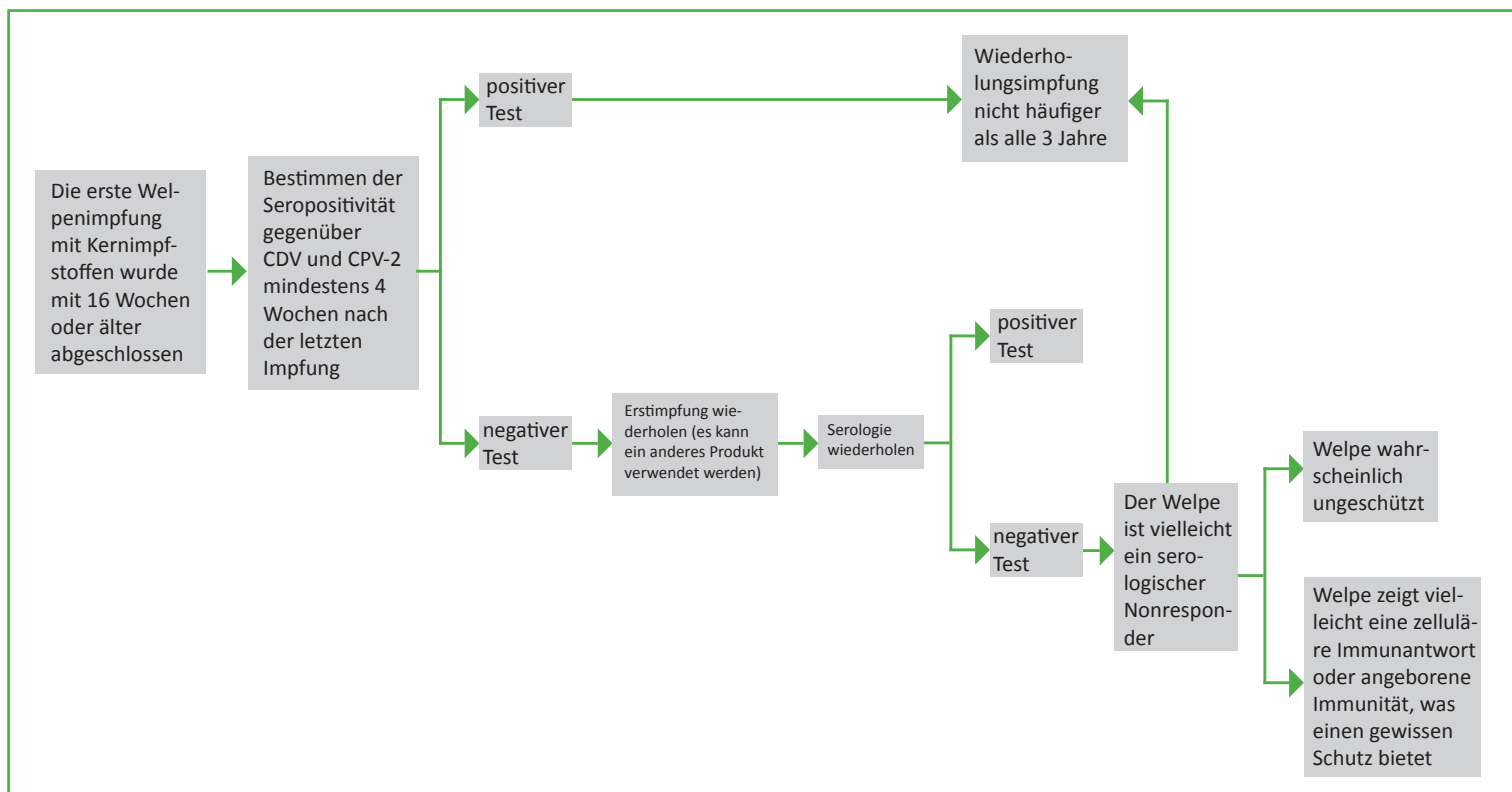 Die erste Wel-
penimpfung
mit Kernimpf-
stoffen wurde
mit 16 Wochen
oder älter
abgeschlossen
Bestimmen der
Seropositivität
gegenüber
CDV und CPV-2
mindestens 4
Wochen nach
der letzten
Impfung
positiver
Test
Wiederho-
lungsimpfung
nicht häufiger
als alle 3 Jahre
negativer
Test
Erstimpfung wie-
derholen (es kann
ein anderes Produkt
verwendet werden)
Serologie
wiederholen
positiver
Test
negativer
Test
Der Welpe
ist vielleicht
ein sero-
logischer
Nonrespon-
der
Welpe wahr-
scheinlich
ungeschützt
Welpe zeigt viel-
leicht eine zellulä-
re Immunantwort
oder angeborene
Immunität, was
einen gewissen
Schutz bietet